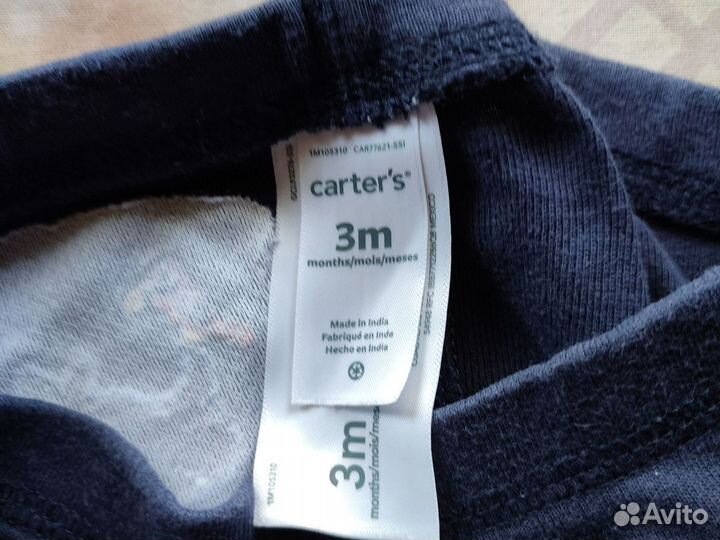 1M105310 CAR77621-SSI
carter's®
3m
months/mois/meses
Made in India
Fabriqué en Inde
Hecho en India
3m
months/mois/meses
1M105310
Avito